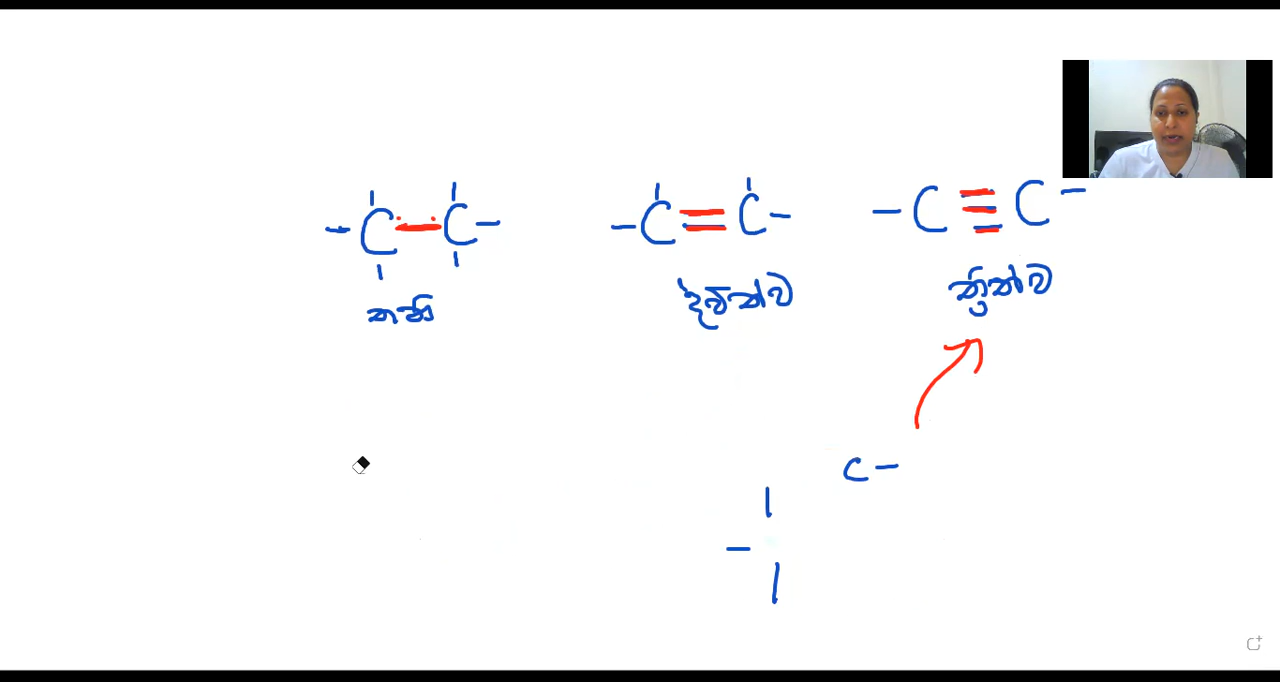 – C – C –
– C = C –
– C ≡ C –
තනි
ද්විත්ව
ත්‍රිත්ව
C –